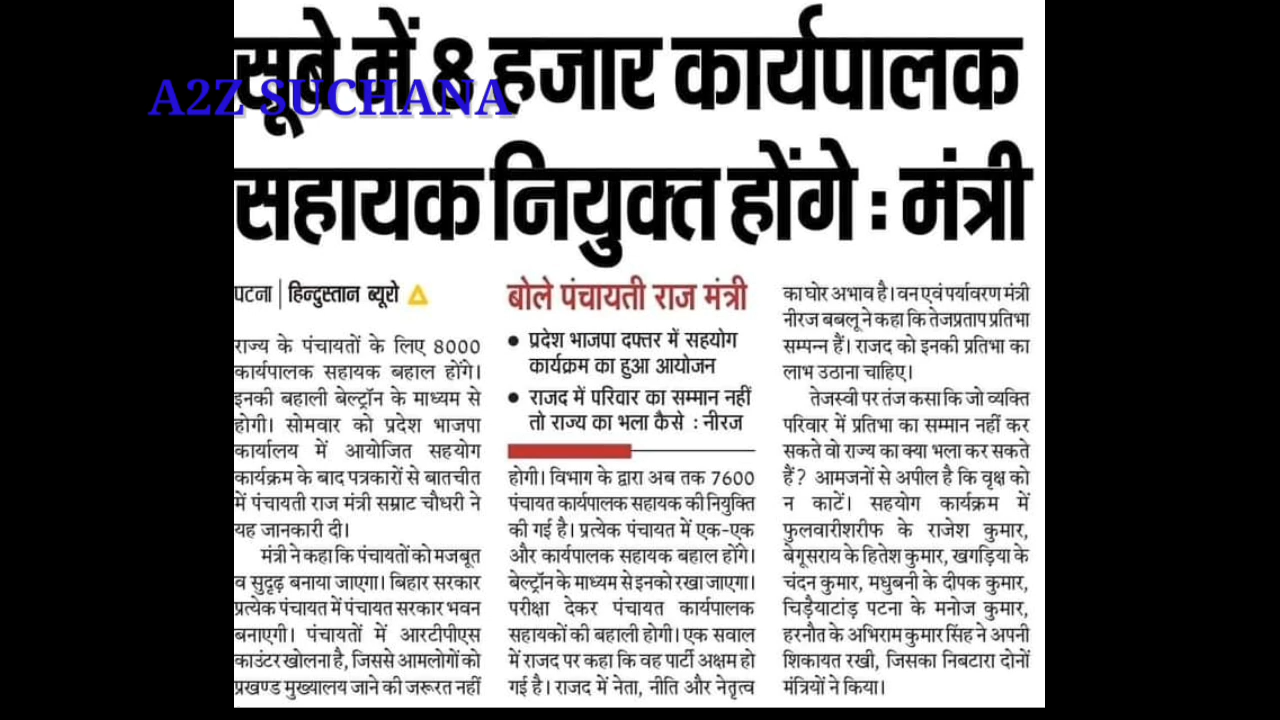 सूबे में 8 हजार कार्यपालक
A2Z SUCHANA
सहायक नियुक्त होंगे : मंत्री
पटना | हिन्दुस्तान ब्यूरो
राज्य के पंचायतों के लिए 8000
कार्यपालक सहायक बहाल होंगे।
इनकी बहाली बेल्ट्रॉन के माध्यम से
होगी। सोमवार को प्रदेश भाजपा
कार्यालय में आयोजित सहयोग
कार्यक्रम के बाद पत्रकारों से बातचीत
में पंचायती राज मंत्री सम्राट चौधरी ने
यह जानकारी दी।
मंत्री ने कहा कि पंचायतों को मजबूत
व सुदृढ़ बनाया जाएगा। बिहार सरकार
प्रत्येक पंचायत में पंचायत सरकार भवन
बनाएगी। पंचायतों में आरटीपीएस
काउंटर खोलना है, जिससे आमलोगों को
प्रखण्ड मुख्यालय जाने की जरूरत नहीं
बोले पंचायती राज मंत्री
● प्रदेश भाजपा दफ्तर में सहयोग
कार्यक्रम का हुआ आयोजन
● राजद में परिवार का सम्मान नहीं
तो राज्य का भला कैसे : नीरज
होगी। विभाग के द्वारा अब तक 7600
पंचायत कार्यपालक सहायक की नियुक्ति
की गई है। प्रत्येक पंचायत में एक-एक
और कार्यपालक सहायक बहाल होंगे।
बेल्ट्रॉन के माध्यम से इनको रखा जाएगा।
परीक्षा देकर पंचायत कार्यपालक
सहायकों की बहाली होगी। एक सवाल
में राजद पर कहा कि वह पार्टी अक्षम हो
गई है। राजद में नेता, नीति और नेतृत्व
का घोर अभाव है। वन एवं पर्यावरण मंत्री
नीरज बबलू ने कहा कि तेजप्रताप प्रतिभा
सम्पन्न हैं। राजद को इनकी प्रतिभा का
लाभ उठाना चाहिए।
तेजस्वी पर तंज कसा कि जो व्यक्ति
परिवार में प्रतिभा का सम्मान नहीं कर
सकते वो राज्य का क्या भला कर सकते
हैं? आमजनों से अपील है कि वृक्ष को
न काटें। सहयोग कार्यक्रम में
फुलवारीशरीफ के राजेश कुमार,
बेगूसराय के हितेश कुमार, खगड़िया के
चंदन कुमार, मधुबनी के दीपक कुमार,
चिड़ैयाटांड़ पटना के मनोज कुमार,
हरनौत के अभिराम कुमार सिंह ने अपनी
शिकायत रखी, जिसका निबटारा दोनों
मंत्रियों ने किया।